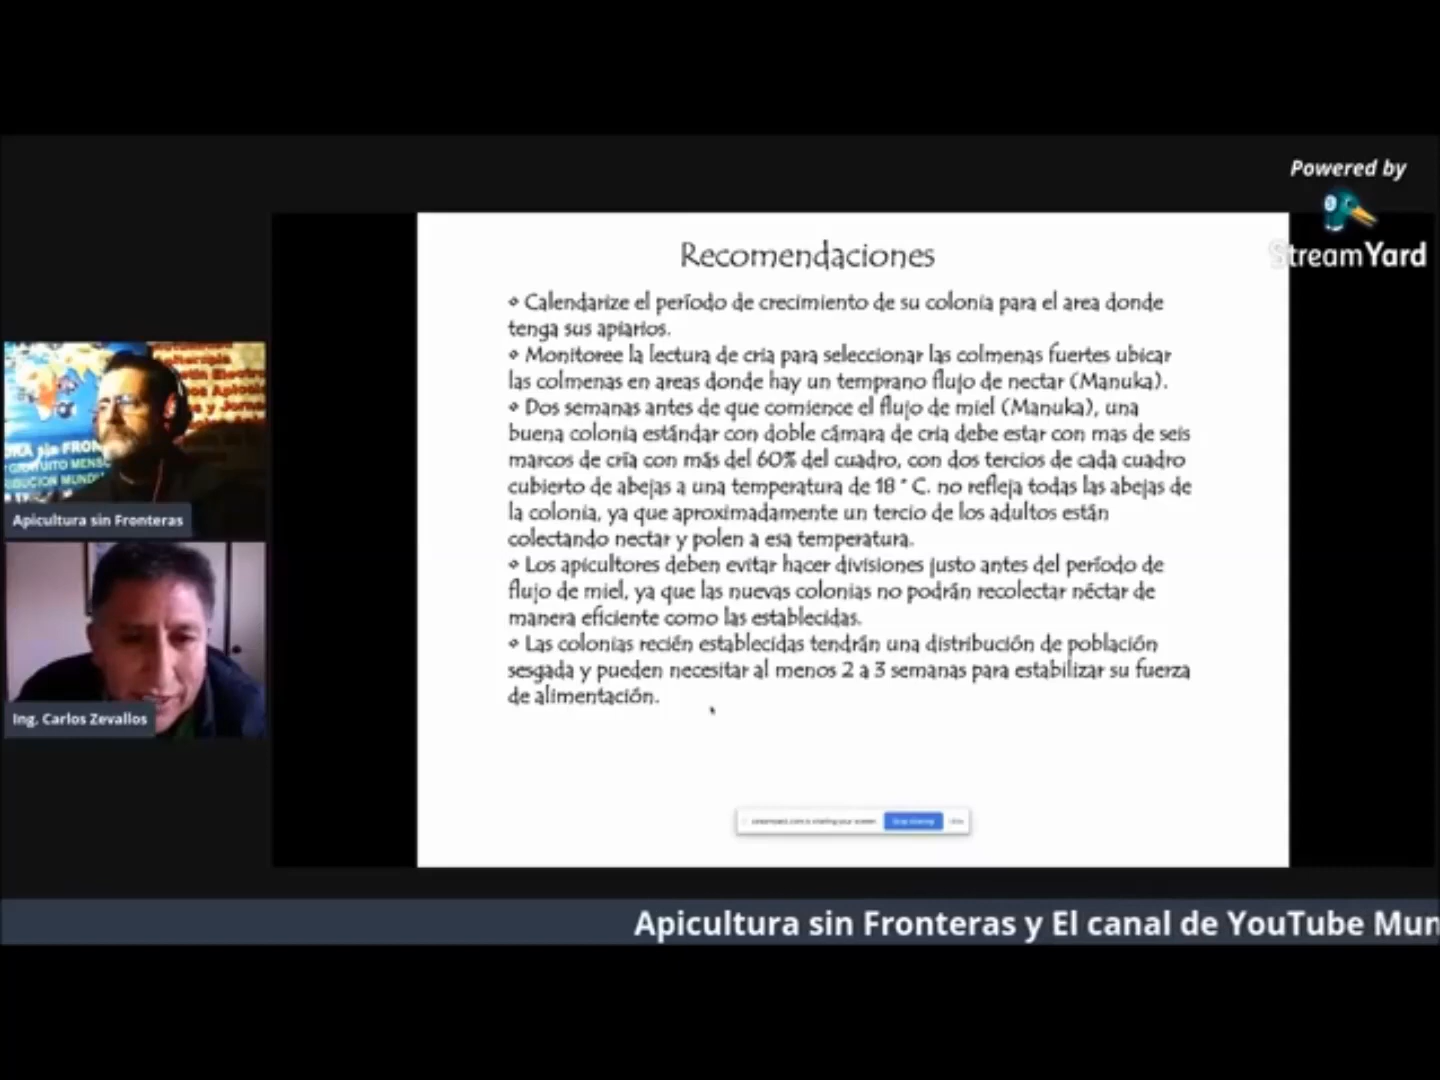 Powered by
StreamYard
Recomendaciones
• Calendarize el período de crecimiento de su colonia para el area donde
tenga sus apiarios.
• Monitoree la lectura de cria para seleccionar las colmenas fuertes ubicar
las colmenas en areas donde hay un temprano flujo de nectar (Manuka).
• Dos semanas antes de que comience el flujo de miel (Manuka), una
buena colonia estándar con doble cámara de cria debe estar con mas de seis
marcos de cría con más del 60% del cuadro, con dos tercios de cada cuadro
cubierto de abejas a una temperatura de 18 ° C. no refleja todas las abejas de
la colonia, ya que aproximadamente un tercio de los adultos están
colectando nectar y polen a esa temperatura.
• Los apicultores deben evitar hacer divisiones justo antes del período de
flujo de miel, ya que las nuevas colonias no podrán recolectar néctar de
manera eficiente como las establecidas.
• Las colonias recién establecidas tendrán una distribución de población
sesgada y pueden necesitar al menos 2 a 3 semanas para estabilizar su fuerza
de alimentación.
sin FRON
GRATUITO MENS
Apicultura sin Fronteras
Ing. Carlos Zevallos
Stop sharing
Apicultura sin Fronteras y El canal de YouTube Mun